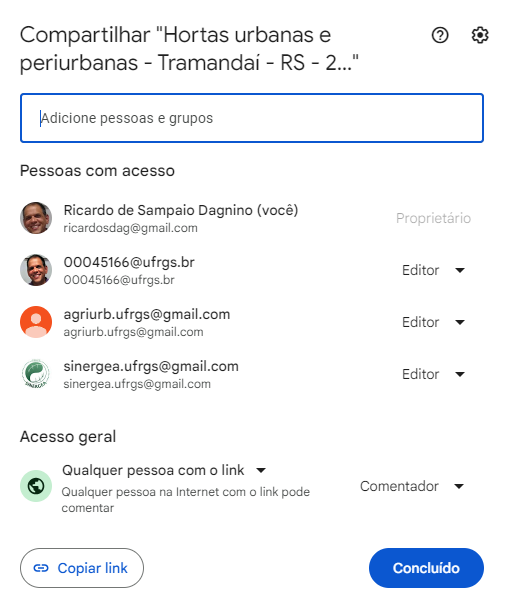 Compartilhar "Hortas urbanas e
periurbanas - Tramandaí - RS - 2..."
Adicione pessoas e grupos
Pessoas com acesso
Ricardo de Sampaio Dagnino (você)
ricardosdag@gmail.com
Proprietário
00045166@ufrgs.br
00045166@ufrgs.br
Editor
agriurb.ufrgs@gmail.com
agriurb.ufrgs@gmail.com
Editor
SINERGEA
sinergea.ufrgs@gmail.com
sinergea.ufrgs@gmail.com
Editor
Acesso geral
Qualquer pessoa com o link
Qualquer pessoa na Internet com o link pode
comentar
Comentador
Copiar link
Concluído